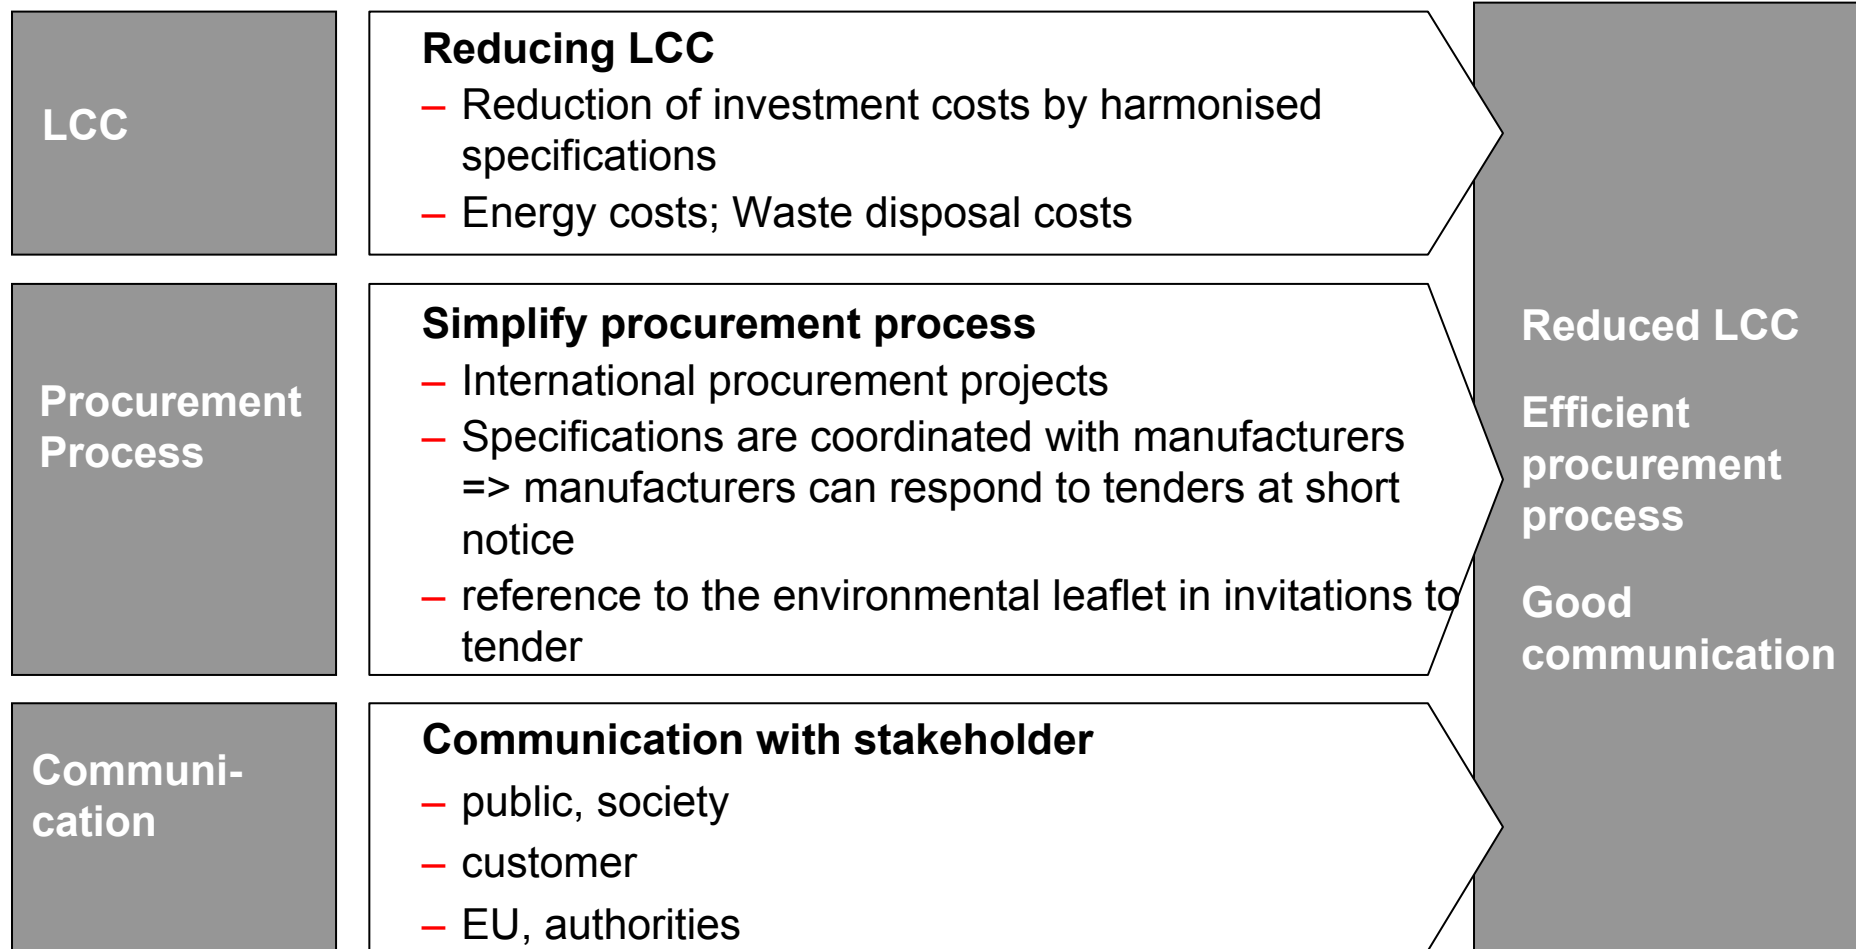 LCC
Reducing LCC
– Reduction of investment costs by harmonised
specifications
– Energy costs; Waste disposal costs
Procurement
Process
Simplify procurement process
– International procurement projects
– Specifications are coordinated with manufacturers
=> manufacturers can respond to tenders at short
notice
– reference to the environmental leaflet in invitations to
tender
Communi-
cation
Communication with stakeholder
– public, society
– customer
– EU, authorities
Reduced LCC
Efficient
procurement
process
Good
communication